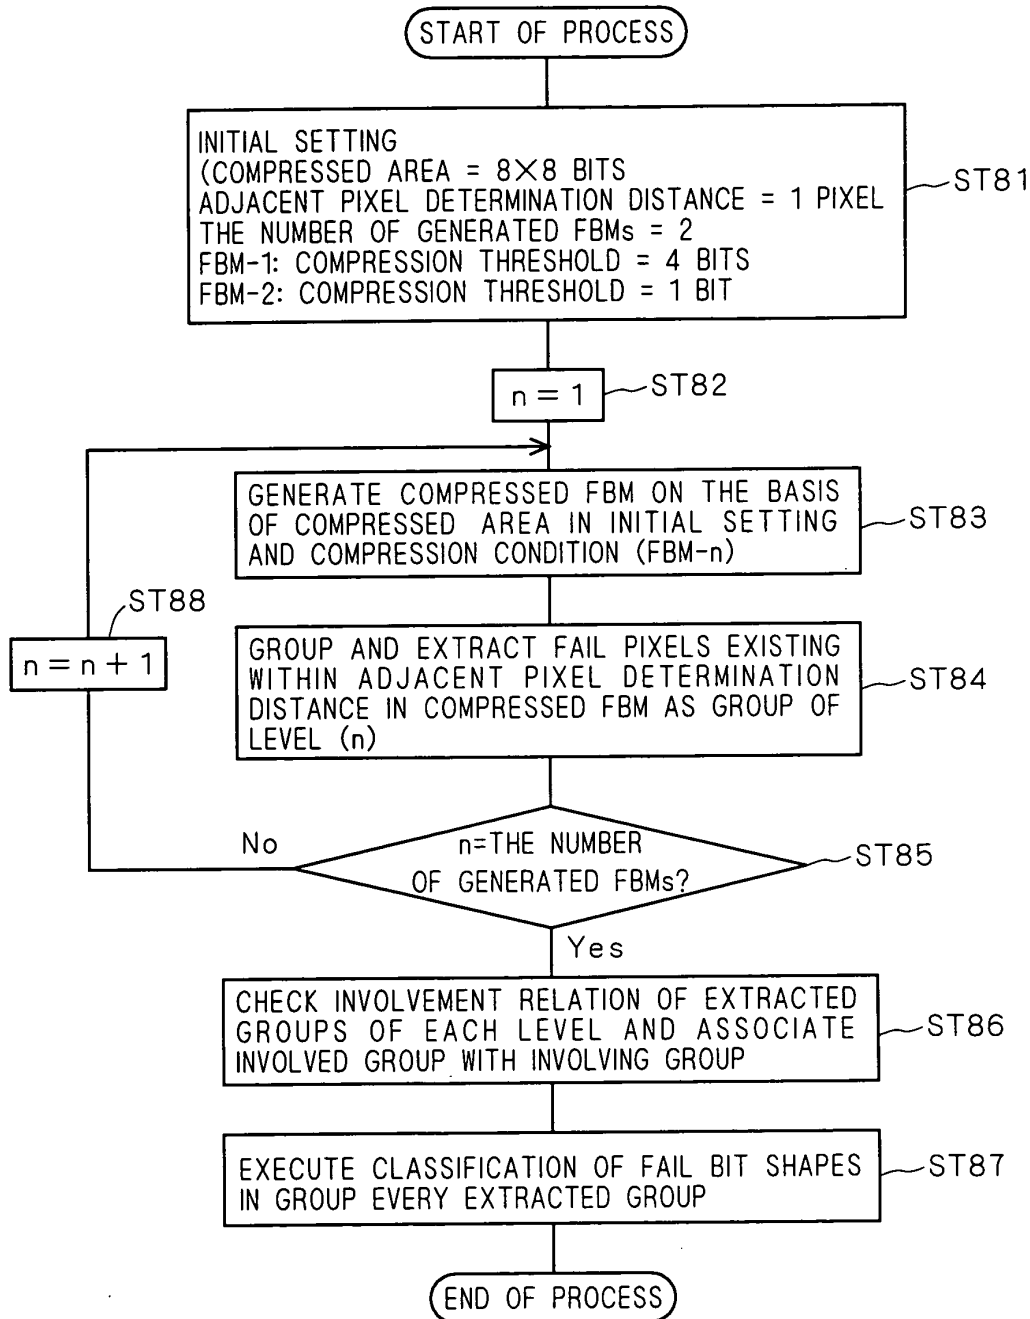 START OF PROCESS
INITIAL SETTING
(COMPRESSED AREA = 8×8 BITS
ADJACENT PIXEL DETERMINATION DISTANCE = 1 PIXEL
THE NUMBER OF GENERATED FBMs = 2
FBM-1: COMPRESSION THRESHOLD = 4 BITS
FBM-2: COMPRESSION THRESHOLD = 1 BIT
ST81
n = 1
ST82
GENERATE COMPRESSED FBM ON THE BASIS
OF COMPRESSED AREA IN INITIAL SETTING
AND COMPRESSION CONDITION (FBM-n)
ST83
ST88
n = n + 1
GROUP AND EXTRACT FAIL PIXELS EXISTING
WITHIN ADJACENT PIXEL DETERMINATION
DISTANCE IN COMPRESSED FBM AS GROUP OF
LEVEL (n)
ST84
No
n=THE NUMBER
OF GENERATED FBMs?
ST85
Yes
CHECK INVOLVEMENT RELATION OF EXTRACTED
GROUPS OF EACH LEVEL AND ASSOCIATE
INVOLVED GROUP WITH INVOLVING GROUP
ST86
EXECUTE CLASSIFICATION OF FAIL BIT SHAPES
IN GROUP EVERY EXTRACTED GROUP
ST87
END OF PROCESS